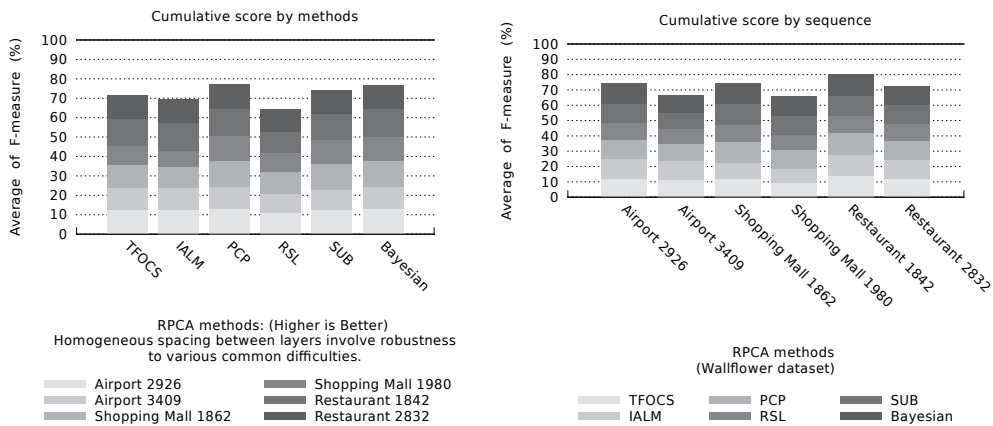 Cumulative score by methods
Average of F-measure (%)
100
90
80
70
60
50
40
30
20
10
0
TFOCS
IALM
PCP
RSL
SUB
Bayesian
RPCA methods: (Higher is Better)
Homogeneous spacing between layers involve robustness
to various common difficulties.
Airport 2926
Airport 3409
Shopping Mall 1862
Shopping Mall 1980
Restaurant 1842
Restaurant 2832
Cumulative score by sequence
Average of F-measure (%)
100
90
80
70
60
50
40
30
20
10
0
Airport 2926
Airport 3409
Shopping Mall 1862
Shopping Mall 1980
Restaurant 1842
Restaurant 2832
RPCA methods
(Wallflower dataset)
TFOCS
IALM
PCP
RSL
SUB
Bayesian